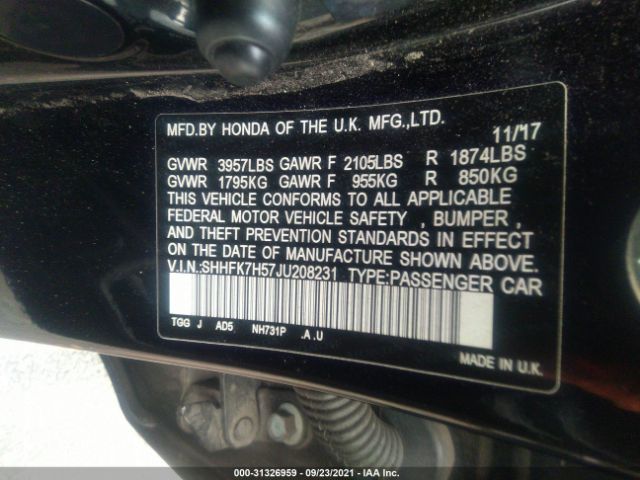 MFD.BY HONDA OF THE U.K. MFG.,LTD. 11/17
GVWR 3957LBS GAWR F 2105LBS R 1874LBS
GVWR 1795KG GAWR F 955KG R 850KG
THIS VEHICLE CONFORMS TO ALL APPLICABLE
FEDERAL MOTOR VEHICLE SAFETY , BUMPER ,
AND THEFT PREVENTION STANDARDS IN EFFECT
ON THE DATE OF MANUFACTURE SHOWN ABOVE.
V.I.N.:SHHFK7H57JU208231 TYPE:PASSENGER CAR
TGG J AD5 NH731P .A .U
MADE IN U.K.
000-31326959 - 09/23/2021 - IAA Inc.